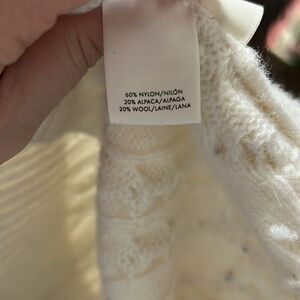 60% NYLON/NILÓN
20% ALPACA/ALPAGA
20% WOOL/LAINE/LANA